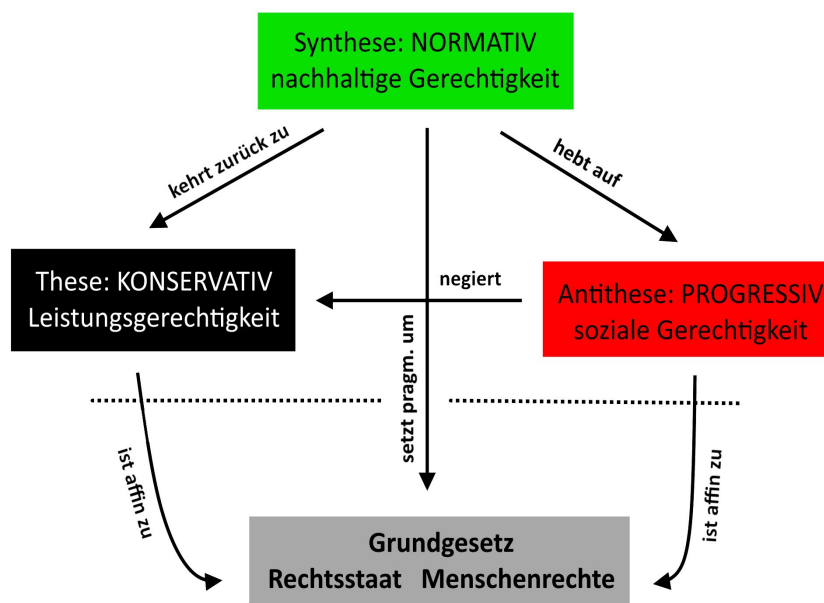 Synthese: NORMATIV
nachhaltige Gerechtigkeit
kehrt zurück zu
hebt auf
These: KONSERVATIV
Leistungsgerechtigkeit
negiert
Antithese: PROGRESSIV
soziale Gerechtigkeit
setzt pragm. um
ist affin zu
ist affin zu
Grundgesetz
Rechtsstaat Menschenrechte